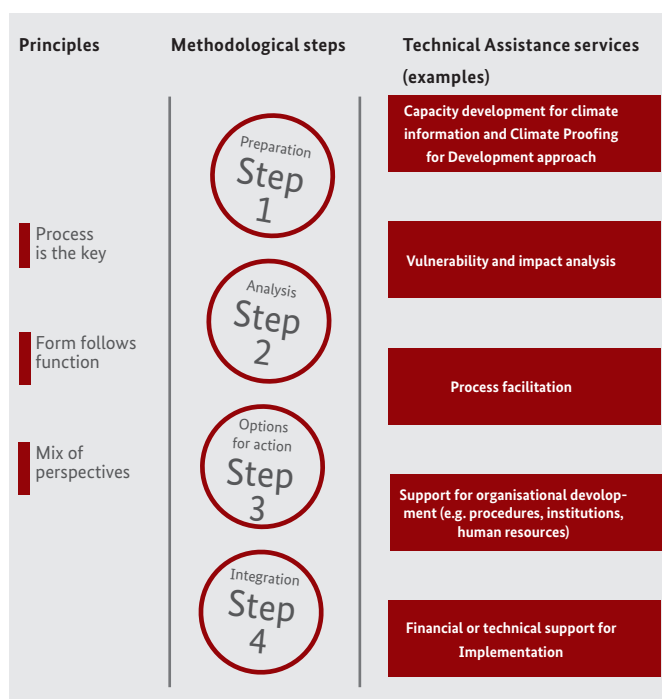 Principles
Process
is the key
Form follows
function
Mix of
perspectives
Methodological steps
Preparation
Step
1
Analysis
Step
2
Options
for action
Step
3
Integration
Step
4
Technical Assistance services
(examples)
Capacity development for climate
information and Climate Proofing
for Development approach
Vulnerability and impact analysis
Process facilitation
Support for organisational devolop-
ment (e.g. procedures, institutions,
human resources)
Financial or technical support for
Implementation